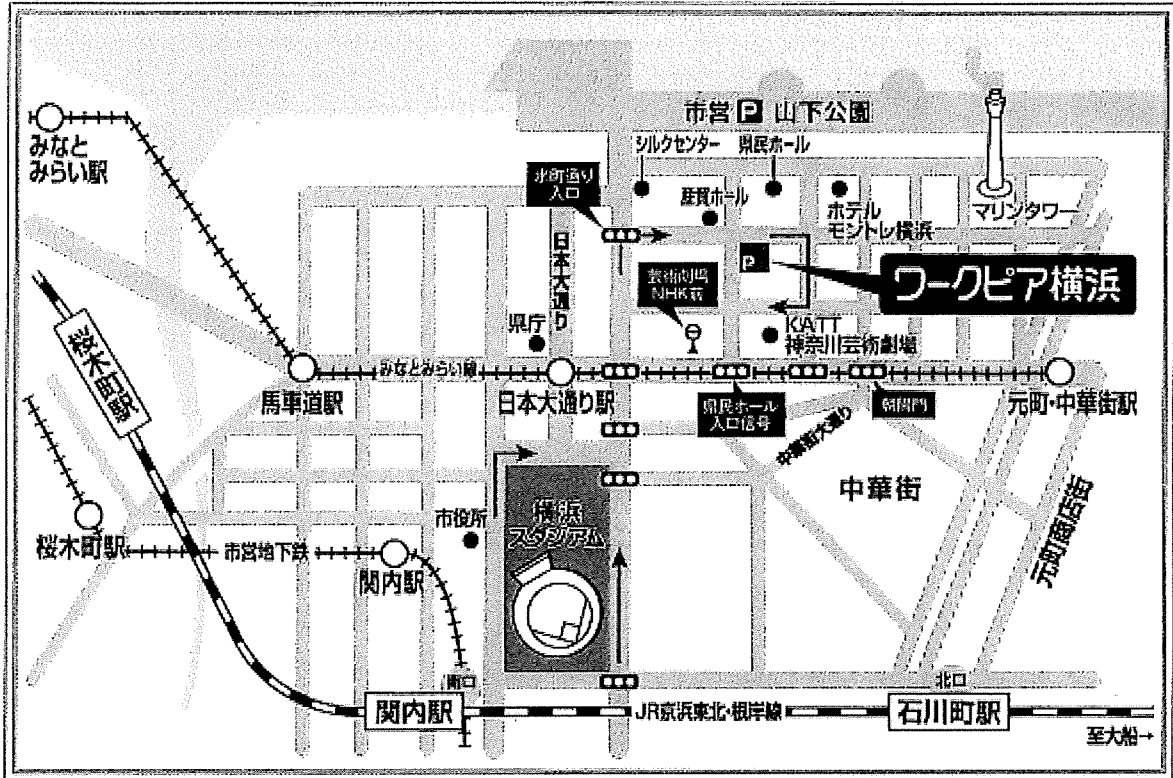 みなと
みらい駅
市営 P 山下公園
シルクセンター
県民ホール
水町通り
入口
産貿ホール
ホテル
モントレ横浜
マリンタワー
日本大通り
芸術劇場
NHK前
P
ワークピア横浜
県庁
KAAT
神奈川芸術劇場
桜木町駅
馬車道駅
みなとみらい線
日本大通り駅
県民ホール
入口信号
朝陽門
元町・中華街駅
中華街大通り
中華街
元町商店街
市役所
横浜
スタジアム
桜木町駅
市営地下鉄
関内駅
南口
関内駅
JR京浜東北・根岸線
北口
石川町駅
至大船→